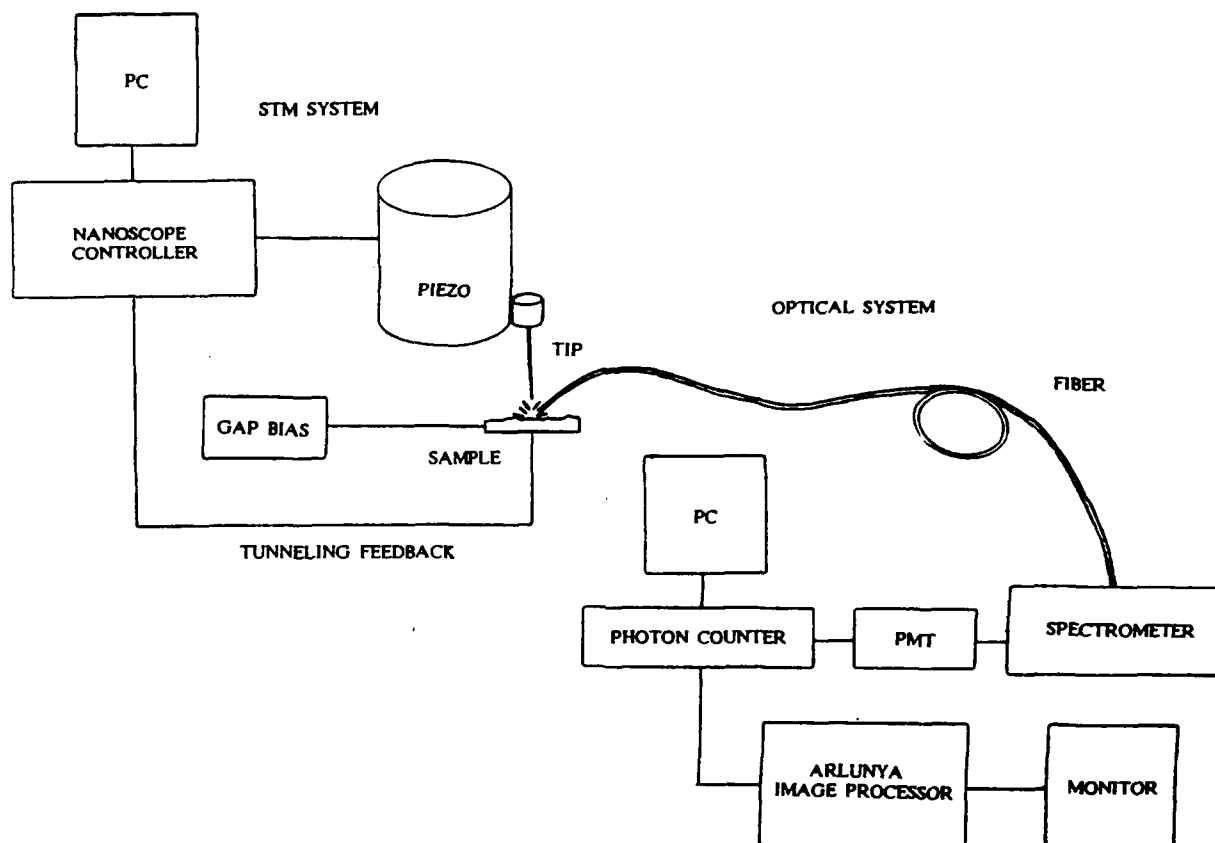 PC
STM SYSTEM
NANOSCOPE
CONTROLLER
PIEZO
OPTICAL SYSTEM
TIP
FIBER
GAP BIAS
SAMPLE
PC
TUNNELING FEEDBACK
PHOTON COUNTER
PMT
SPECTROMETER
ARLUNYA
IMAGE PROCESSOR
MONITOR